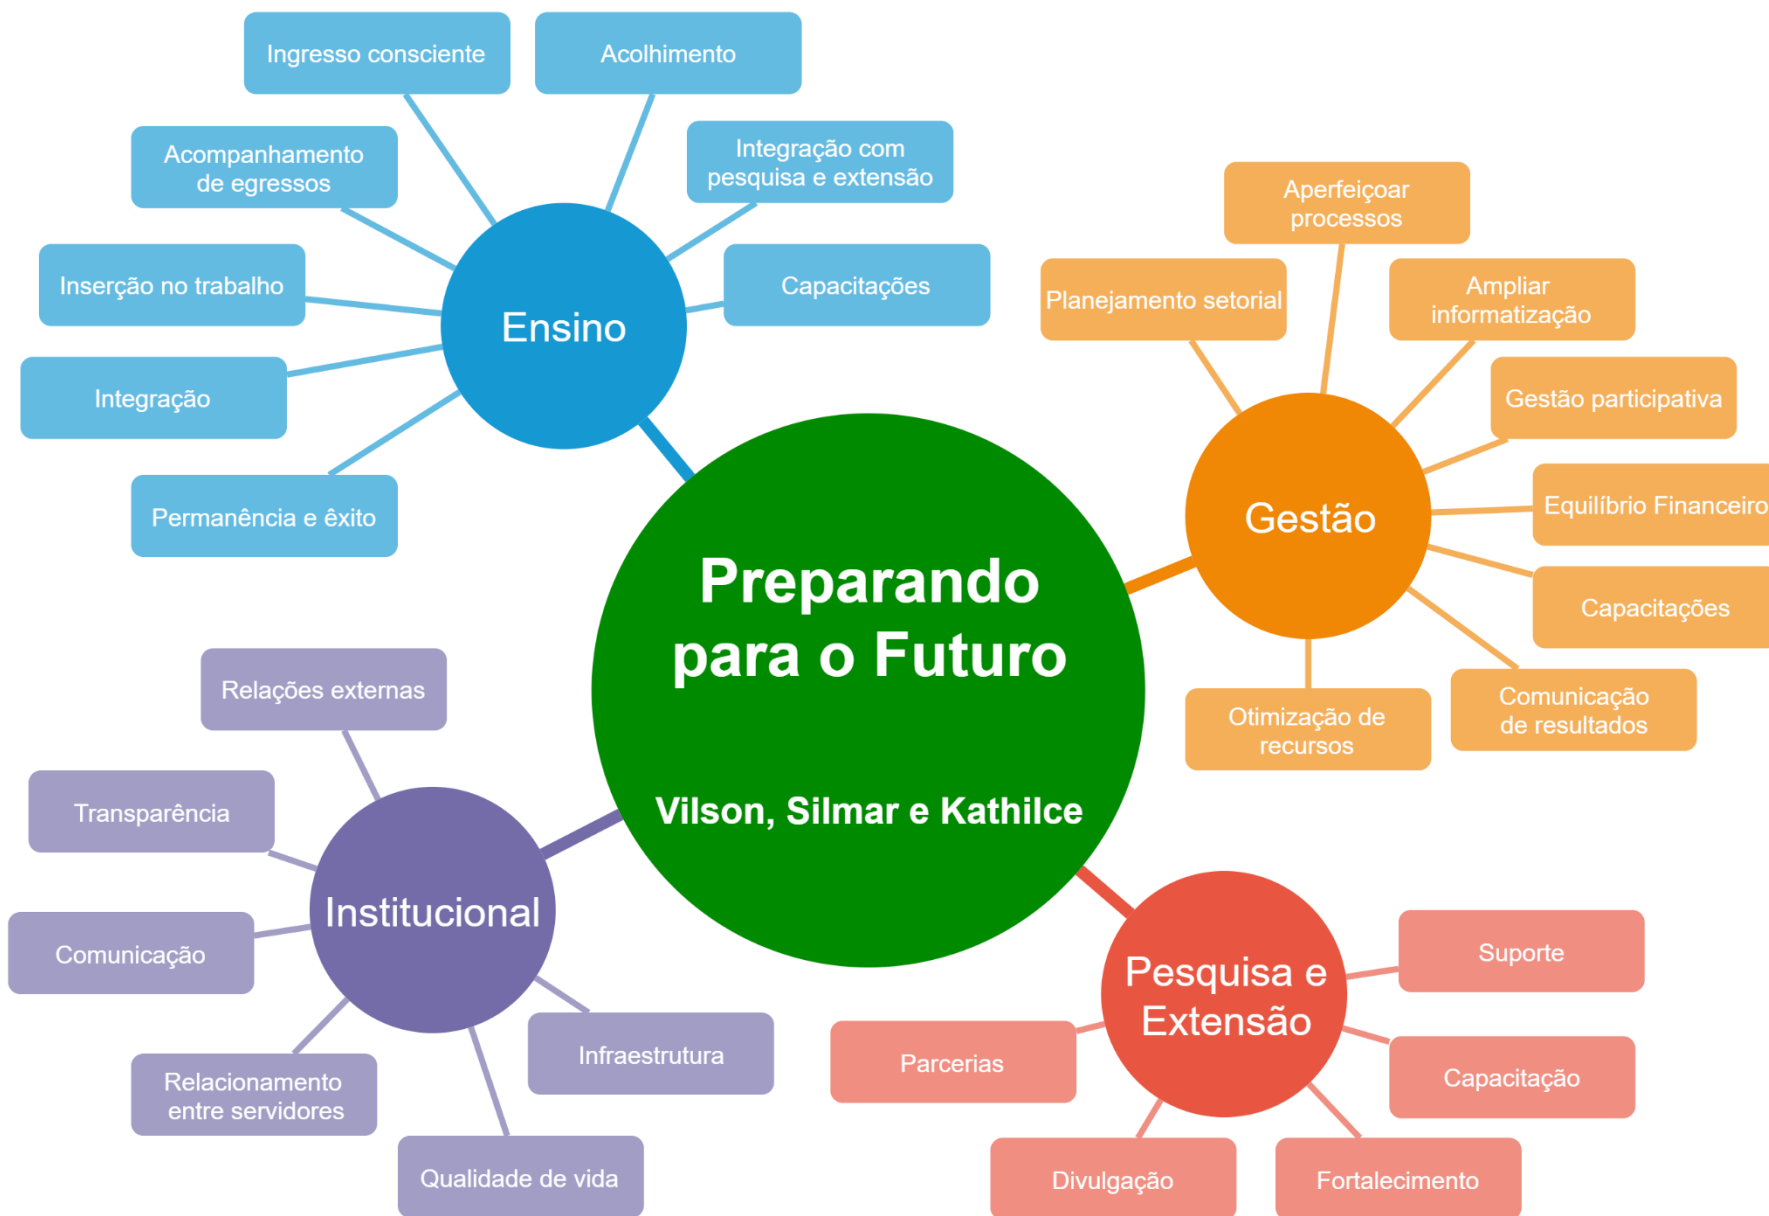 Ingresso consciente
Acolhimento
Acompanhamento
de egressos
Integração com
pesquisa e extensão
Inserção no trabalho
Capacitações
Ensino
Integração
Permanência e êxito
Aperfeiçoar
processos
Planejamento setorial
Ampliar
informatização
Gestão participativa
Gestão
Equilíbrio Financeiro
Capacitações
Comunicação
de resultados
Otimização de
recursos
Preparando
para o Futuro
Vilson, Silmar e Kathilce
Relações externas
Transparência
Institucional
Comunicação
Relacionamento
entre servidores
Infraestrutura
Qualidade de vida
Pesquisa e
Extensão
Suporte
Parcerias
Capacitação
Divulgação
Fortalecimento